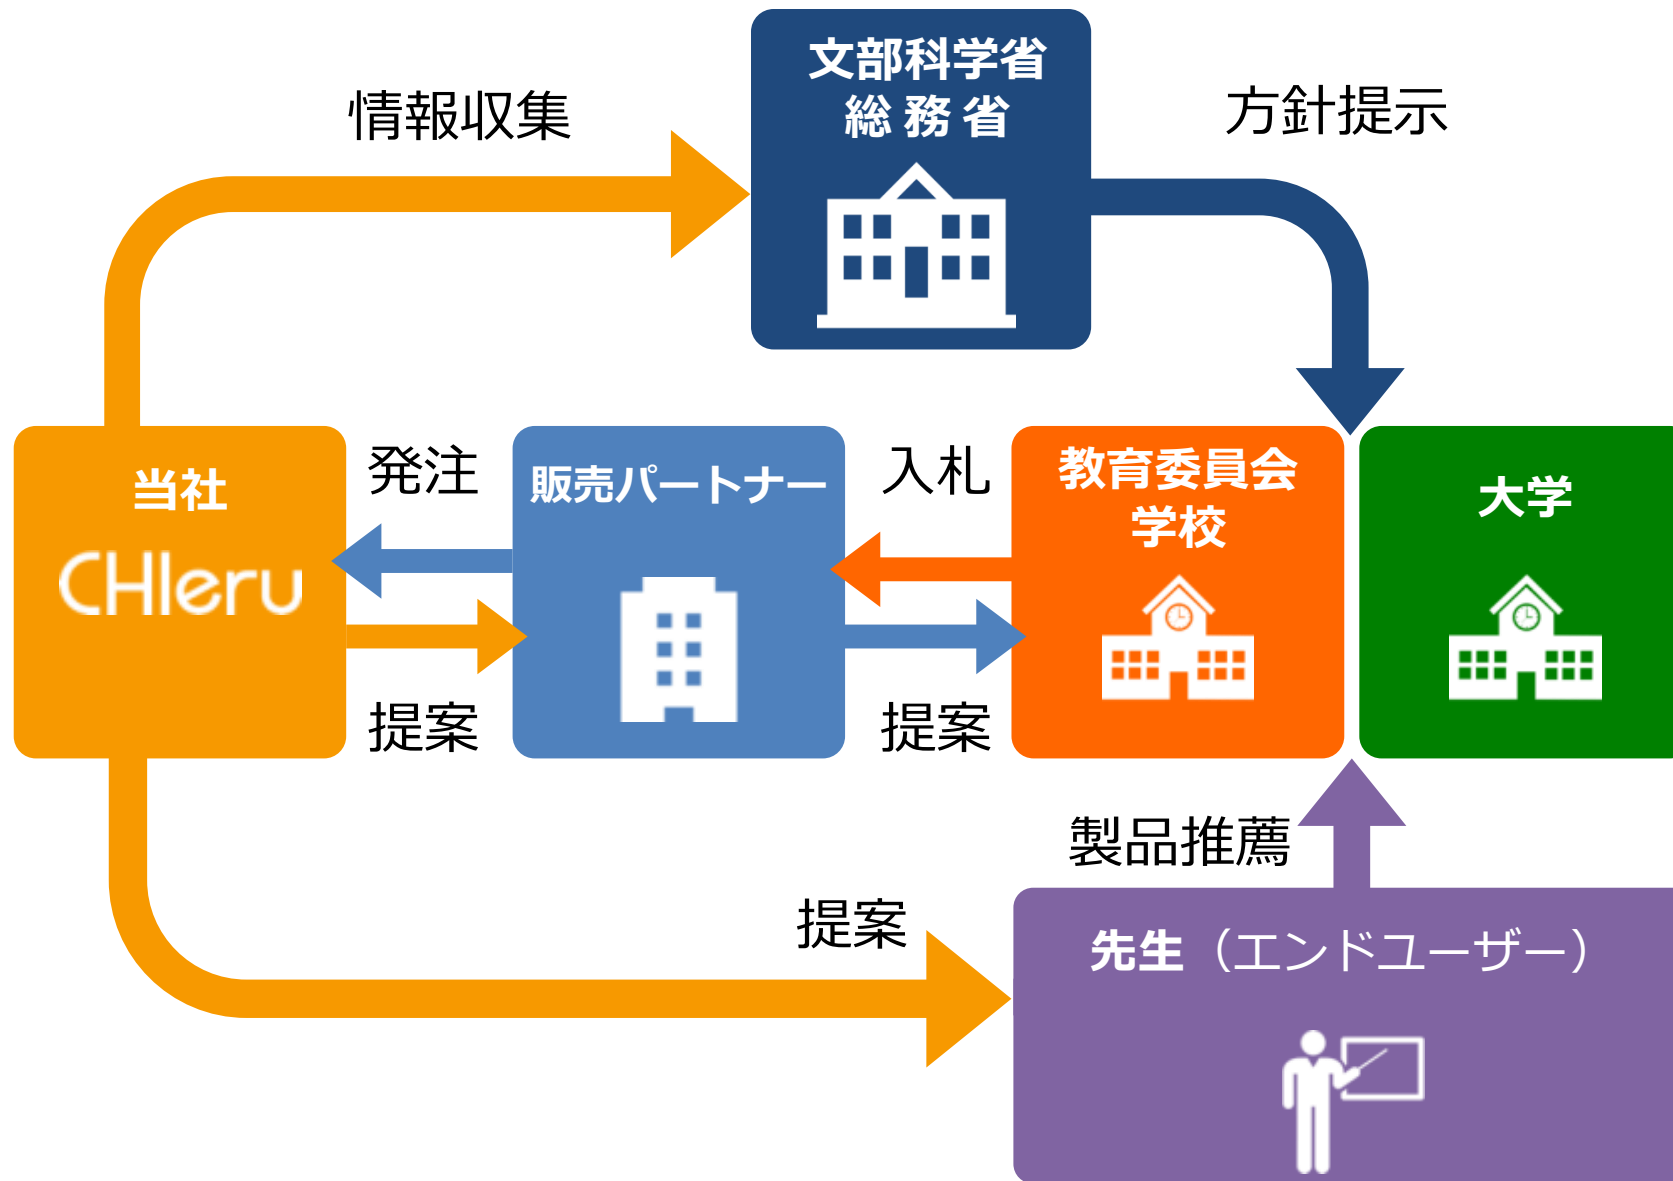 文部科学省
総務省
情報収集
方針提示
当社
CHIeru
発注
提案
販売パートナー
入札
提案
教育委員会
学校
大学
製品推薦
提案
先生（エンドユーザー）